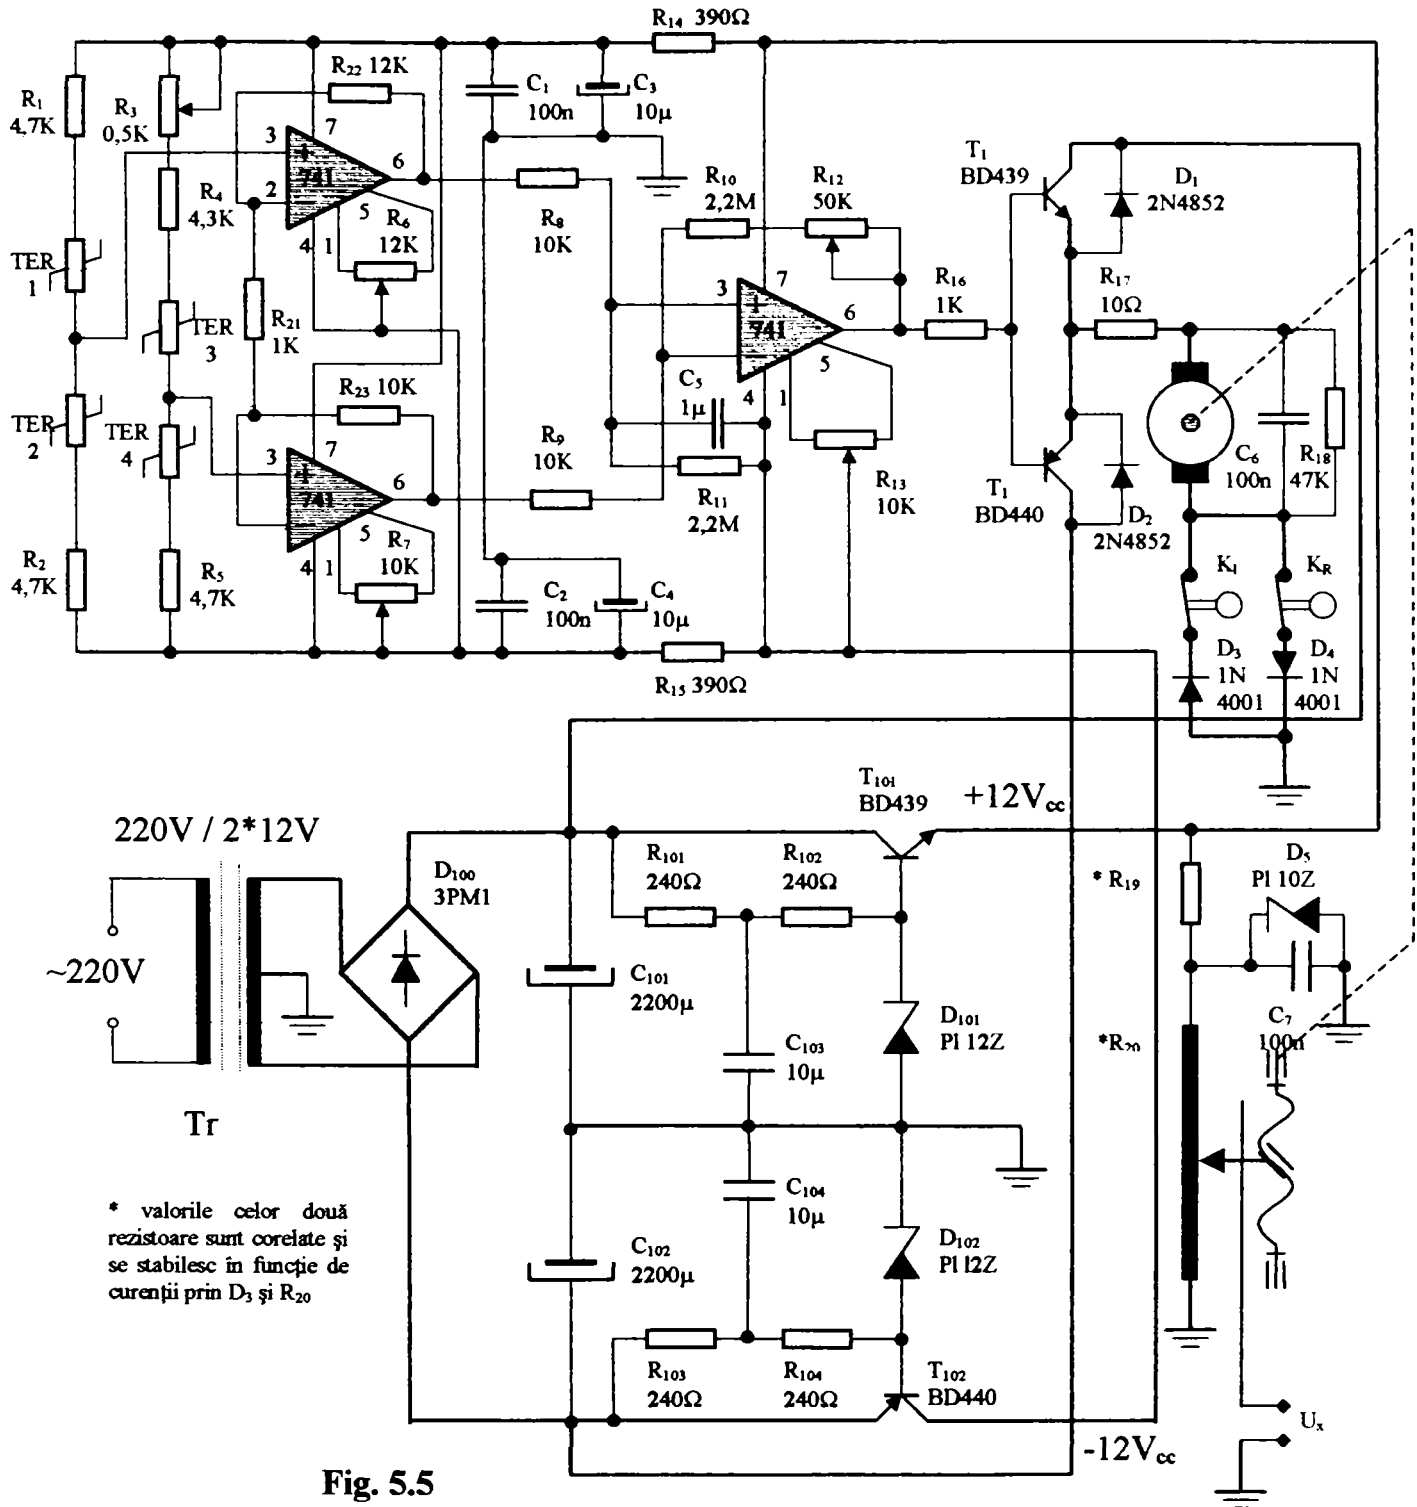 R14 390Ω
R22 12K
R1
4,7K
R3
0,5K
C1
100n
C3
10μ
3
7
+
741
6
2
5
4
1
R4
4,3K
R6
12K
R8
10K
R10
2,2M
R12
50K
T1
BD439
D1
2N4852
TER
1
TER
3
R21
1K
3
7
+
741
6
5
4
1
R16
1K
R17
10Ω
R23 10K
C5
1μ
TER
2
TER
4
3
7
+
741
6
5
4
1
R9
10K
R11
2,2M
R13
10K
T1
BD440
D2
2N4852
C6
100n
R18
47K
R2
4,7K
R5
4,7K
R7
10K
C2
100n
C4
10μ
KI
KR
R15 390Ω
D3
1N
4001
D4
1N
4001
T101
BD439
+12Vcc
220V / 2*12V
D100
3PM1
R101
240Ω
R102
240Ω
* R19
D5
Pl 10Z
~220V
C101
2200μ
D101
Pl 12Z
C7
100n
C103
10μ
*R20
Tr
C104
10μ
* valorile celor două
rezistoare sunt corelate şi
se stabilesc în funcţie de
curenţii prin D3 şi R20
C102
2200μ
D102
Pl 12Z
R103
240Ω
R104
240Ω
T102
BD440
Ux
-12Vcc
Fig. 5.5